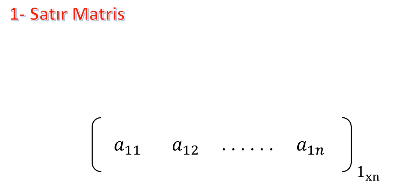 1- Satır Matris
a11 a12 ...... a1n
1xn